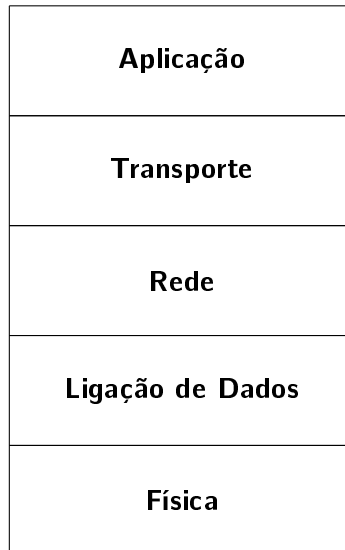 Aplicação
Transporte
Rede
Ligação de Dados
Física